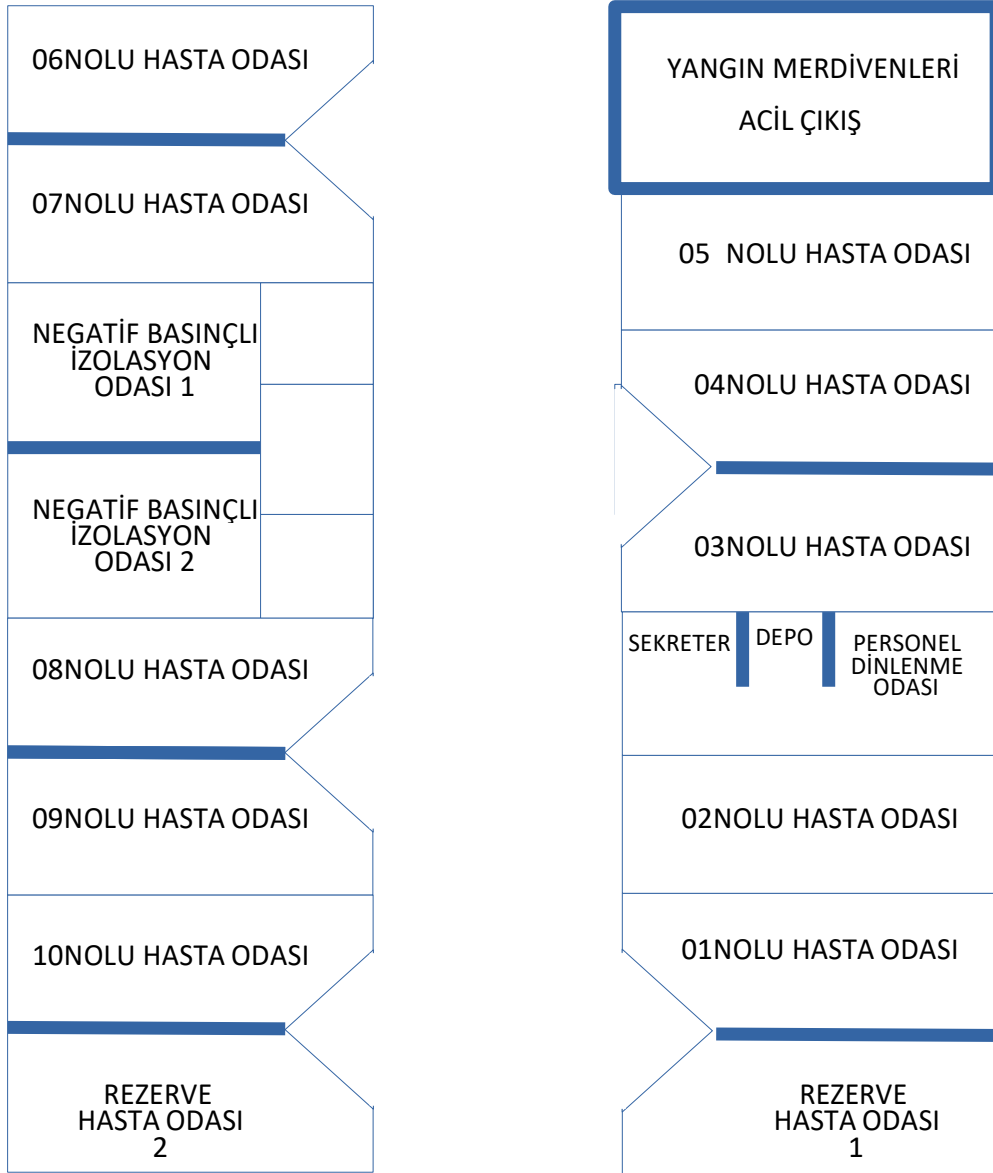 06NOLU HASTA ODASI
07NOLU HASTA ODASI
NEGATİF BASINÇLI
İZOLASYON
ODASI 1
NEGATİF BASINÇLI
İZOLASYON
ODASI 2
08NOLU HASTA ODASI
09NOLU HASTA ODASI
10NOLU HASTA ODASI
REZERVE
HASTA ODASI
2
YANGIN MERDİVENLERİ
ACİL ÇIKIŞ
05 NOLU HASTA ODASI
04NOLU HASTA ODASI
03NOLU HASTA ODASI
SEKRETER
DEPO
PERSONEL
DİNLENME
ODASI
02NOLU HASTA ODASI
01NOLU HASTA ODASI
REZERVE
HASTA ODASI
1